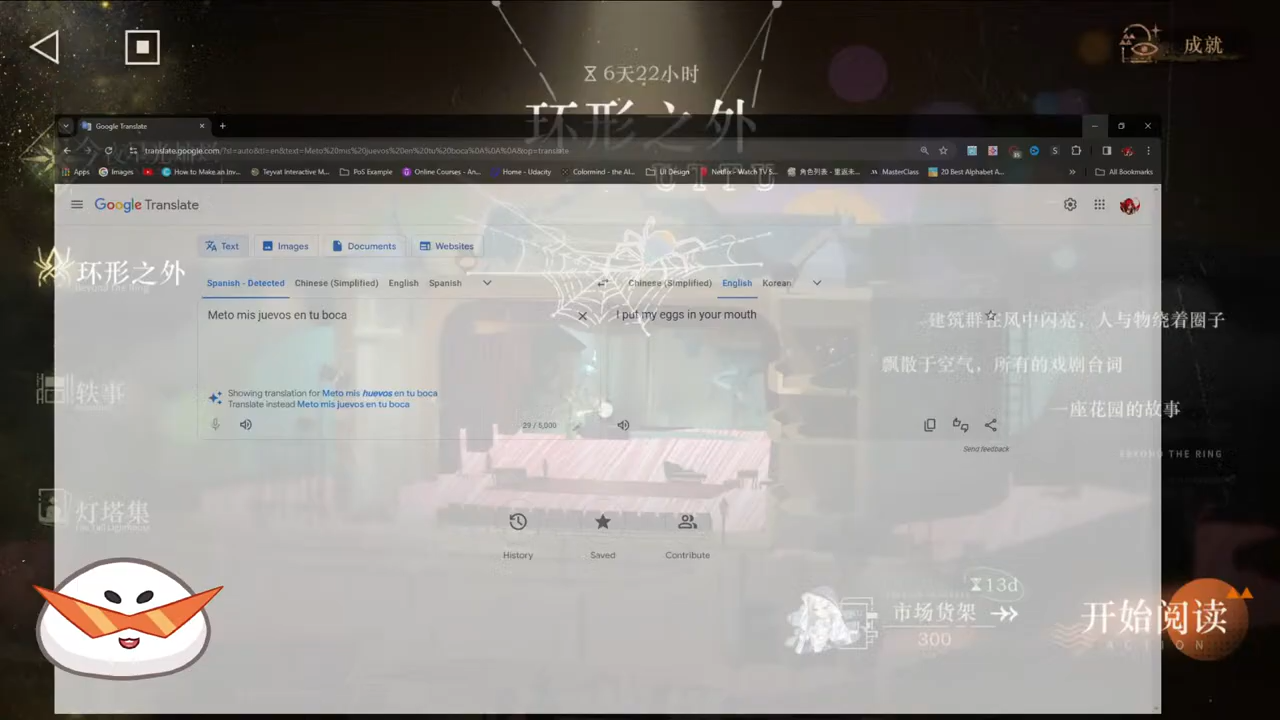 6天22小时
成就
环形之外
UTTU
Google Translate
translate.google.com/?sl=auto&tl=en&text=Meto%20mis%20juevos%20en%20tu%20boca%0A%0A%0A&op=translate
Apps
Images
How to Make an Inv...
Teyvat Interactive M...
PoS Example
Online Courses - An...
Home - Udacity
Colormind - the AI...
UI Design
Netflix - Watch TV S...
角色列表 - 重返未...
MasterClass
20 Best Alphabet A...
All Bookmarks
Google Translate
Text
Images
Documents
Websites
Spanish - Detected
Chinese (Simplified)
English
Spanish
Chinese (Simplified)
English
Korean
Meto mis juevos en tu boca
I put my eggs in your mouth
Showing translation for Meto mis huevos en tu boca
Translate instead Meto mis juevos en tu boca
29 / 5,000
Send feedback
History
Saved
Contribute
环形之外
轶事
灯塔集
建筑群在风中闪亮，人与物绕着圈子
飘散于空气，所有的戏剧台词
一座花园的故事
BEYOND THE RING
13d
市场货架
300
开始阅读
ACTION